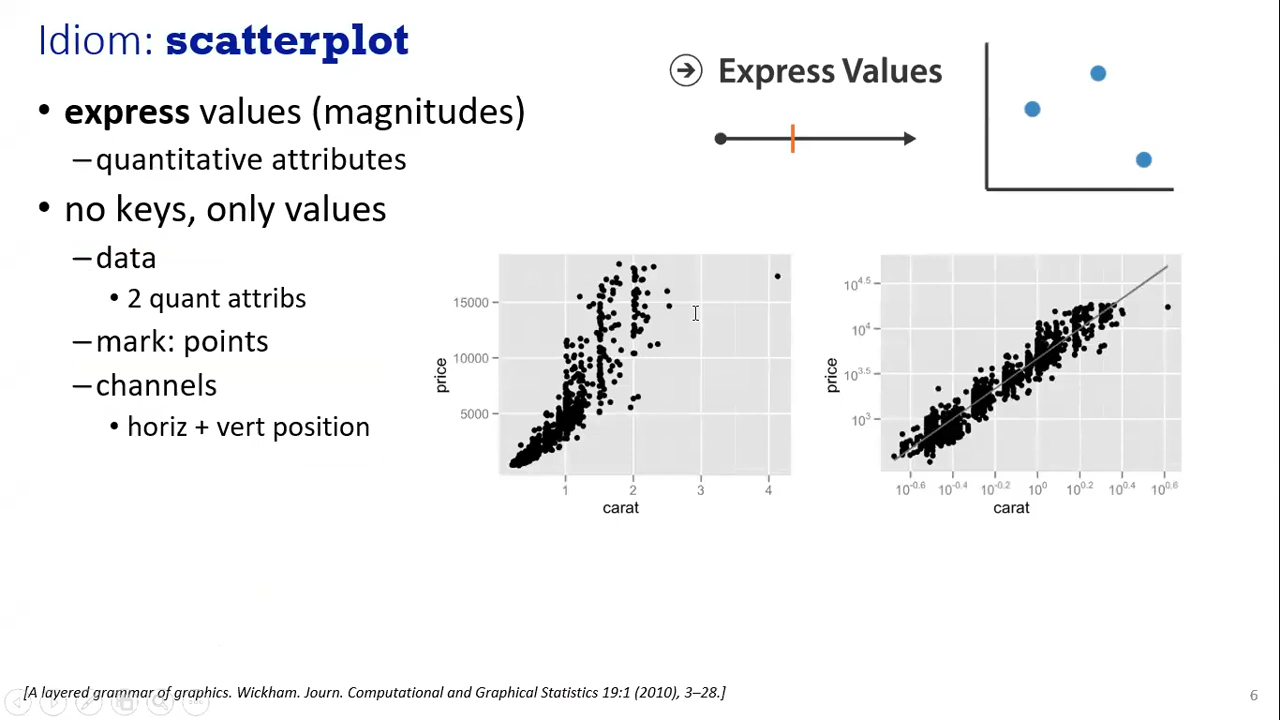 Idiom: scatterplot
• express values (magnitudes)
–quantitative attributes
• no keys, only values
–data
• 2 quant attribs
–mark: points
–channels
• horiz + vert position
Express Values
15000
10000
5000
price
1 2 3 4
carat
10^4.5
10^4
10^3.5
10^3
price
10^-0.6 10^-0.4 10^-0.2 10^0 10^0.2 10^0.4 10^0.6
carat
[A layered grammar of graphics. Wickham. Journ. Computational and Graphical Statistics 19:1 (2010), 3–28.]
6